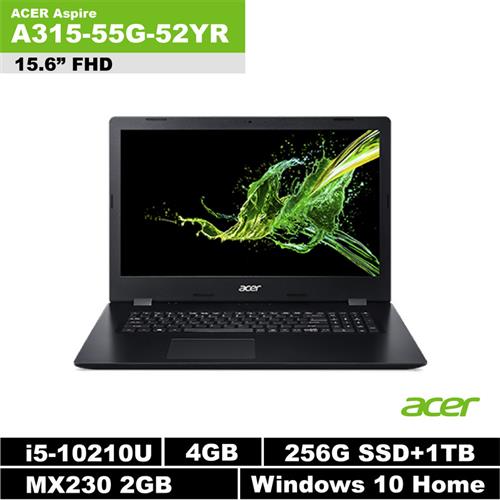 ACER Aspire
A315-55G-52YR
15.6” FHD
acer
acer
i5-10210U 4GB 256G SSD+1TB
MX230 2GB Windows 10 Home